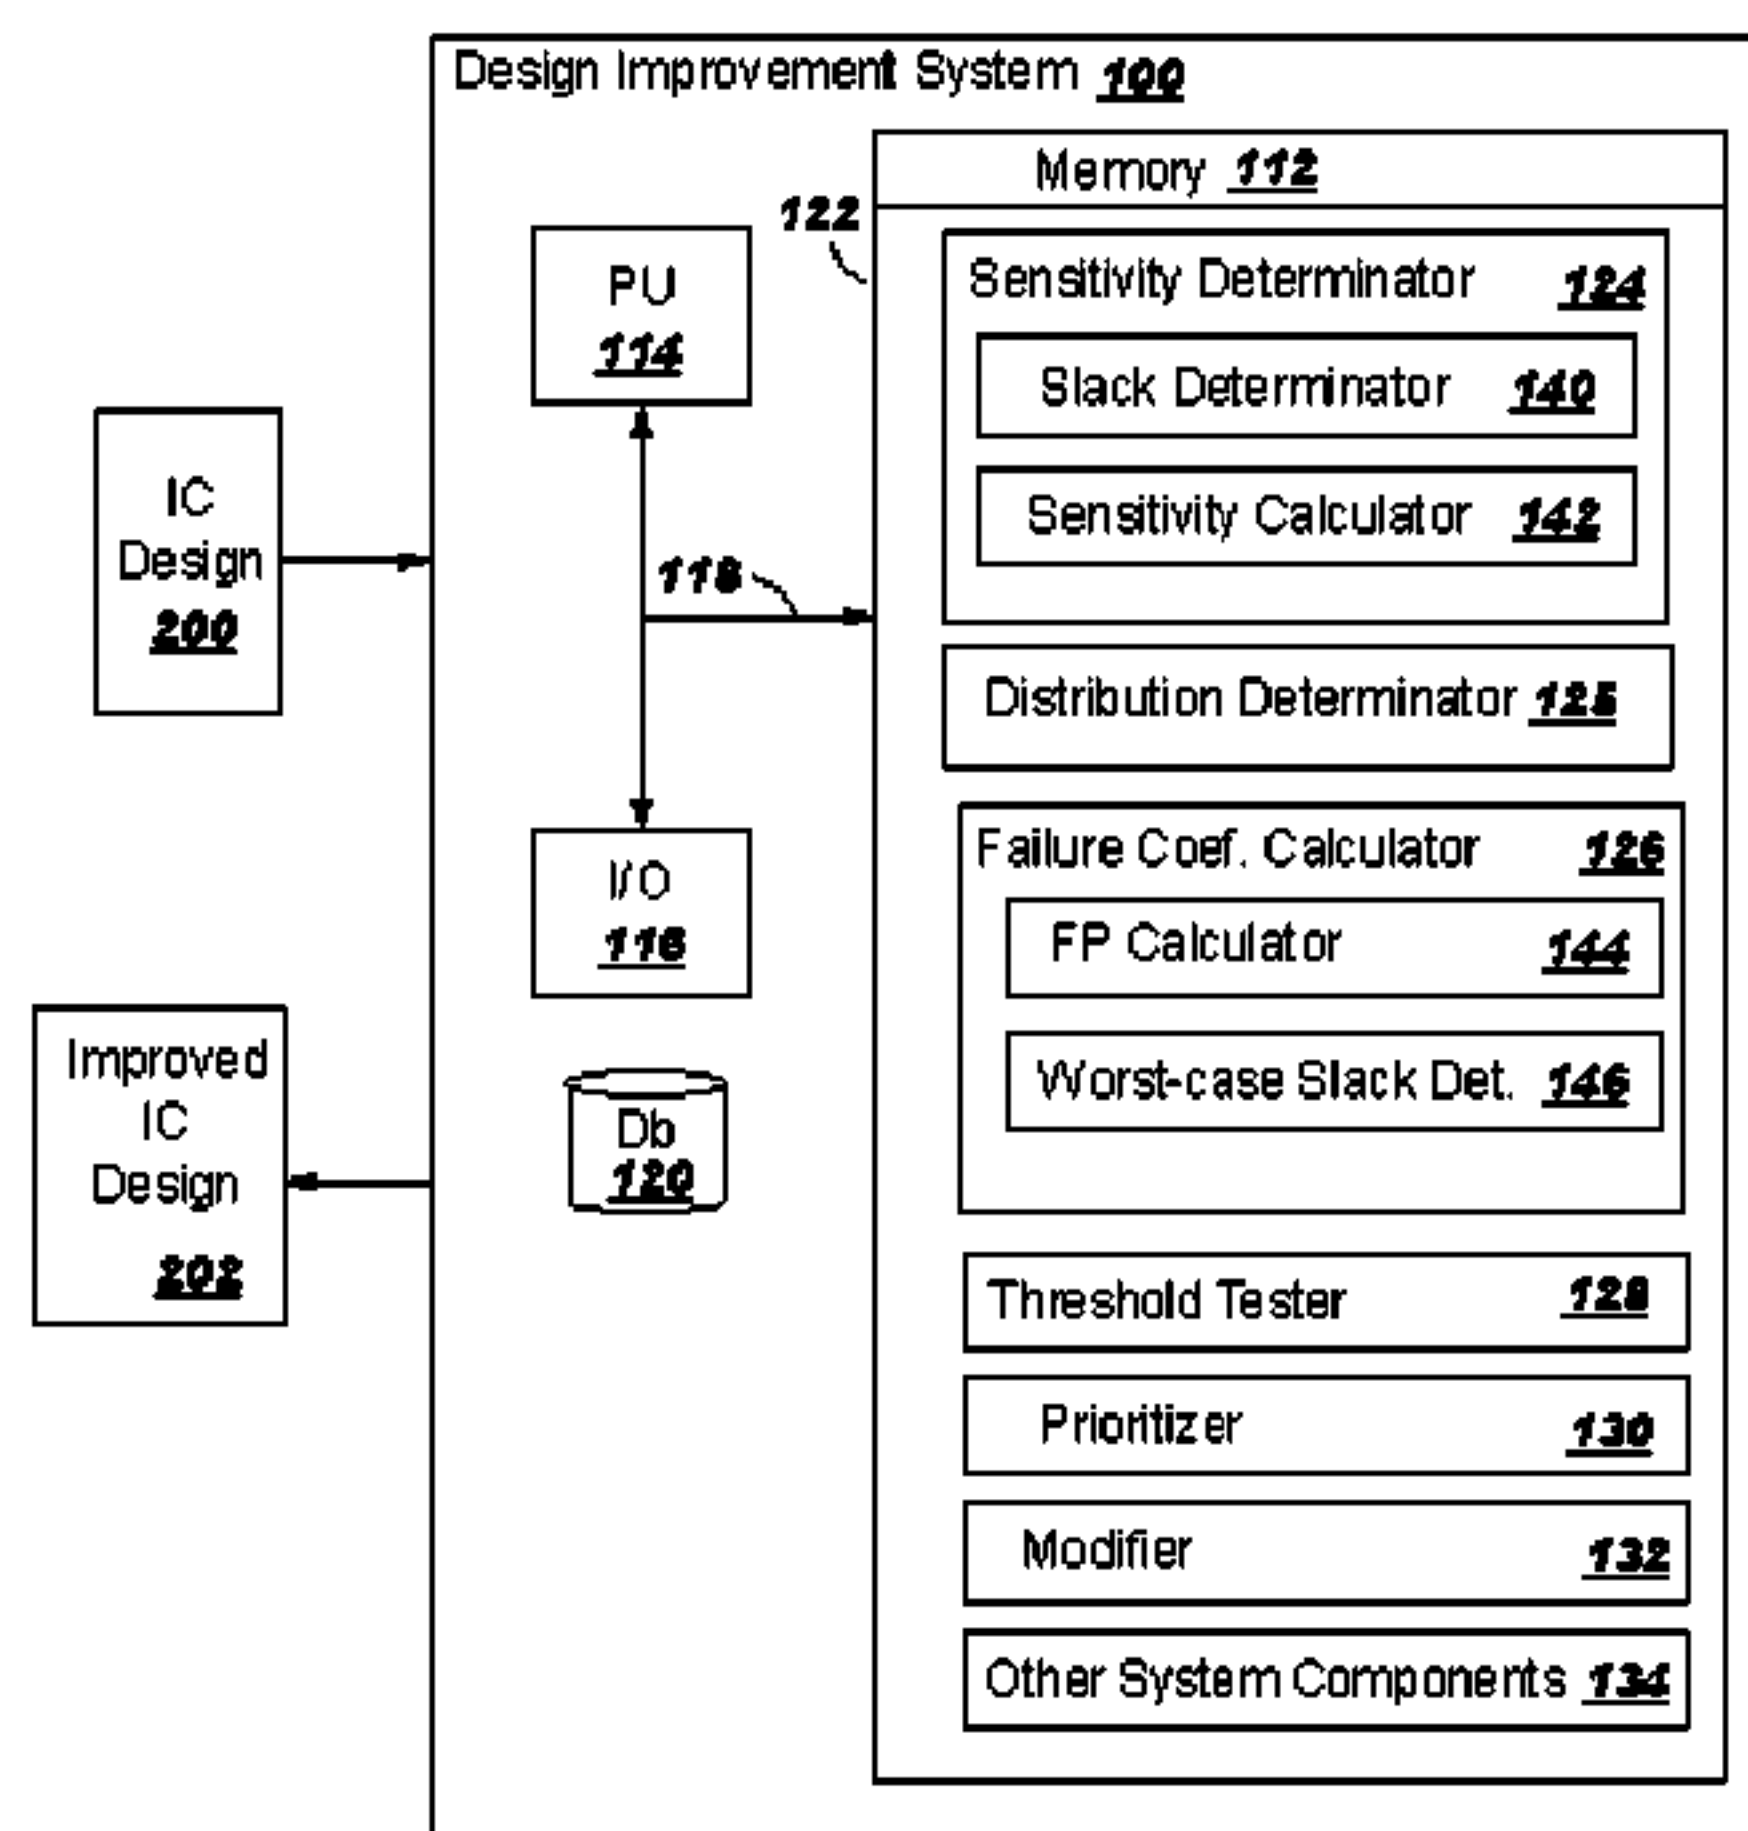 Design Improvement System 100
Memory 112
122
PU
114
Sensitivity Determinator 124
Slack Determinator 140
Sensitivity Calculator 142
IC
Design
200
118
Distribution Determinator 125
I/O
116
Failure Coef. Calculator 126
FP Calculator 144
Worst-case Slack Det. 146
Improved
IC
Design
202
Db
120
Threshold Tester 128
Prioritizer 130
Modifier 132
Other System Components 134